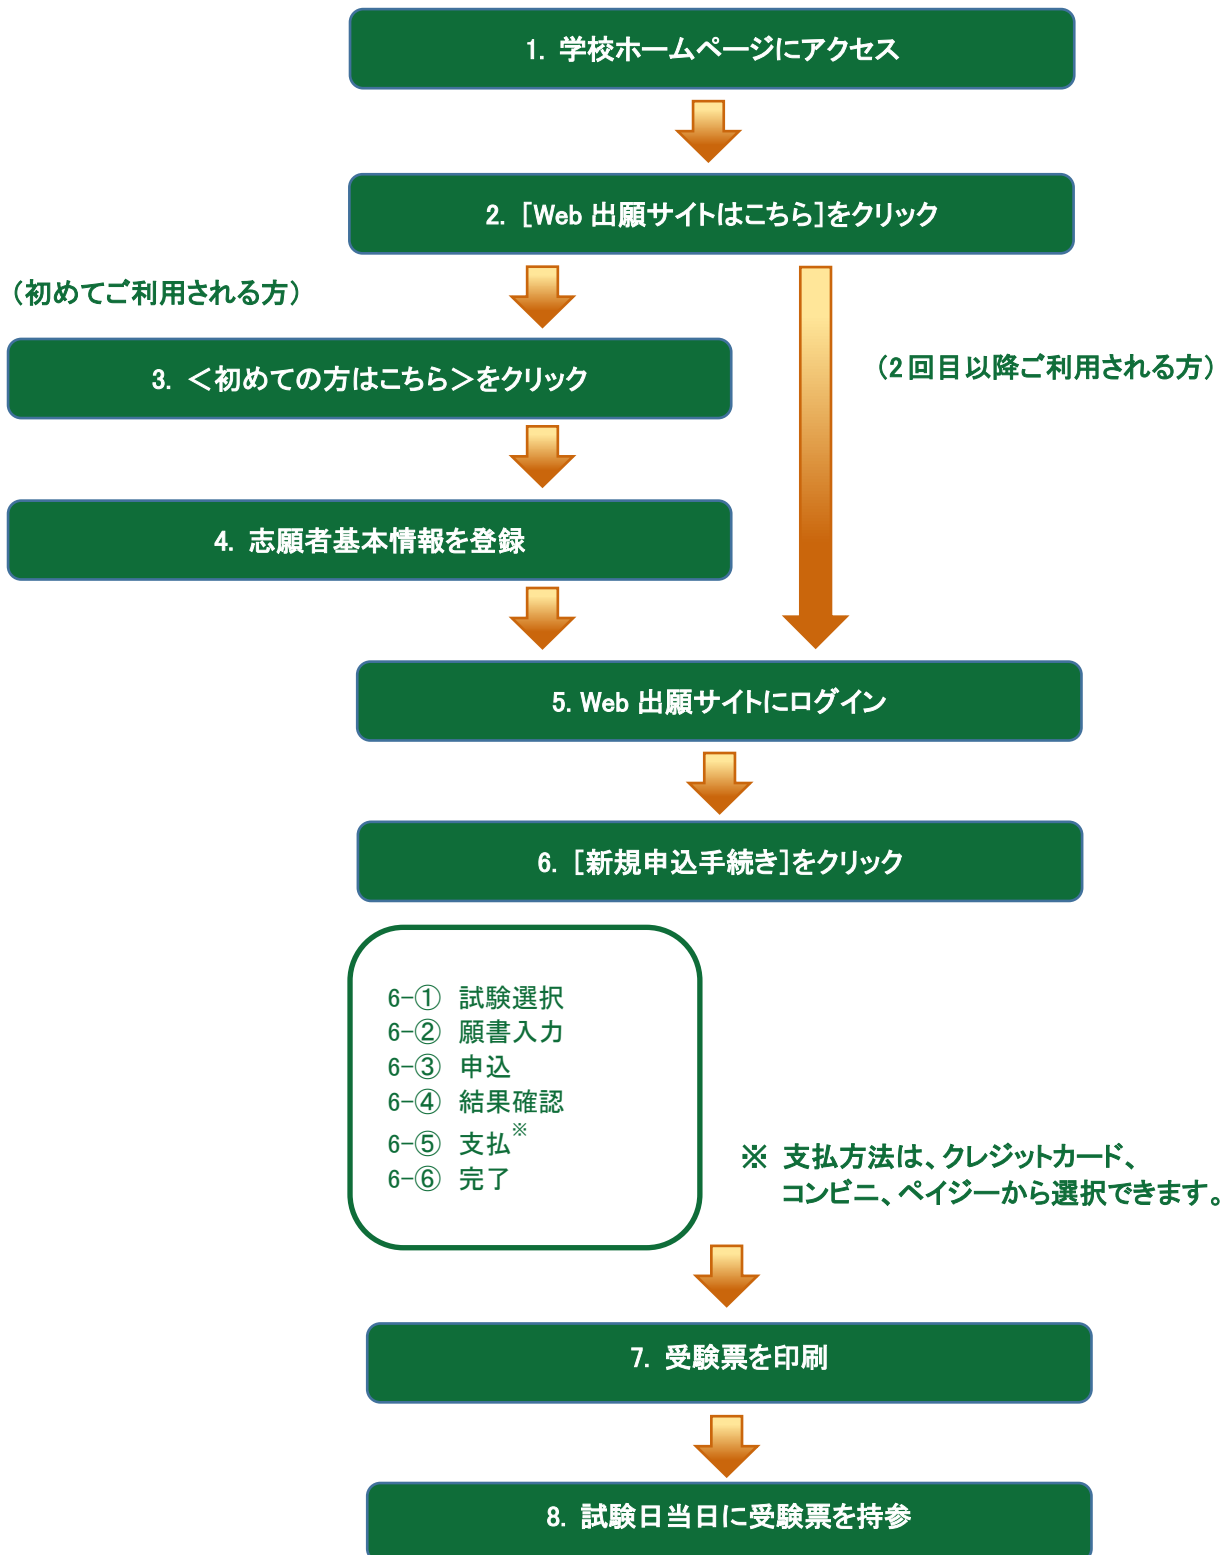 1. 学校ホームページにアクセス
2. [Web 出願サイトはこちら]をクリック
（初めてご利用される方）
3. ＜初めての方はこちら＞をクリック
（2 回目以降ご利用される方）
4. 志願者基本情報を登録
5. Web 出願サイトにログイン
6. [新規申込手続き]をクリック
6-① 試験選択
6-② 願書入力
6-③ 申込
6-④ 結果確認
6-⑤ 支払※
6-⑥ 完了
※ 支払方法は、クレジットカード、
コンビニ、ペイジーから選択できます。
7. 受験票を印刷
8. 試験日当日に受験票を持参